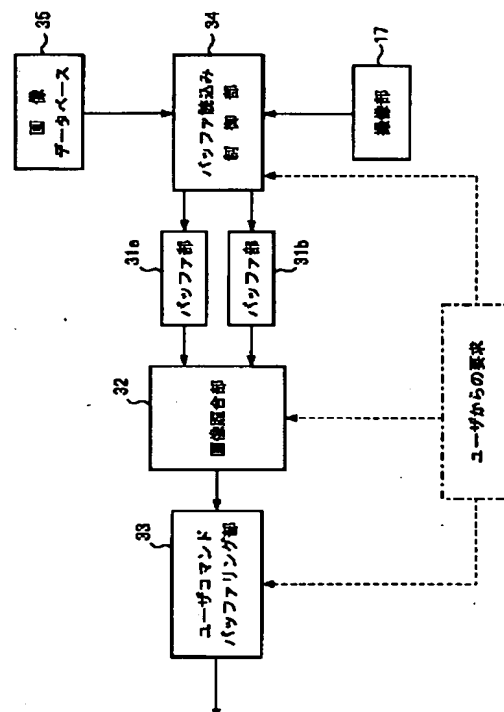 35
画像
データベース
34
バッファ読込み
制御部
17
撮像部
31a
バッファ部
31b
バッファ部
32
画像照合部
33
ユーザコマンド
バッファリング部
ユーザからの要求